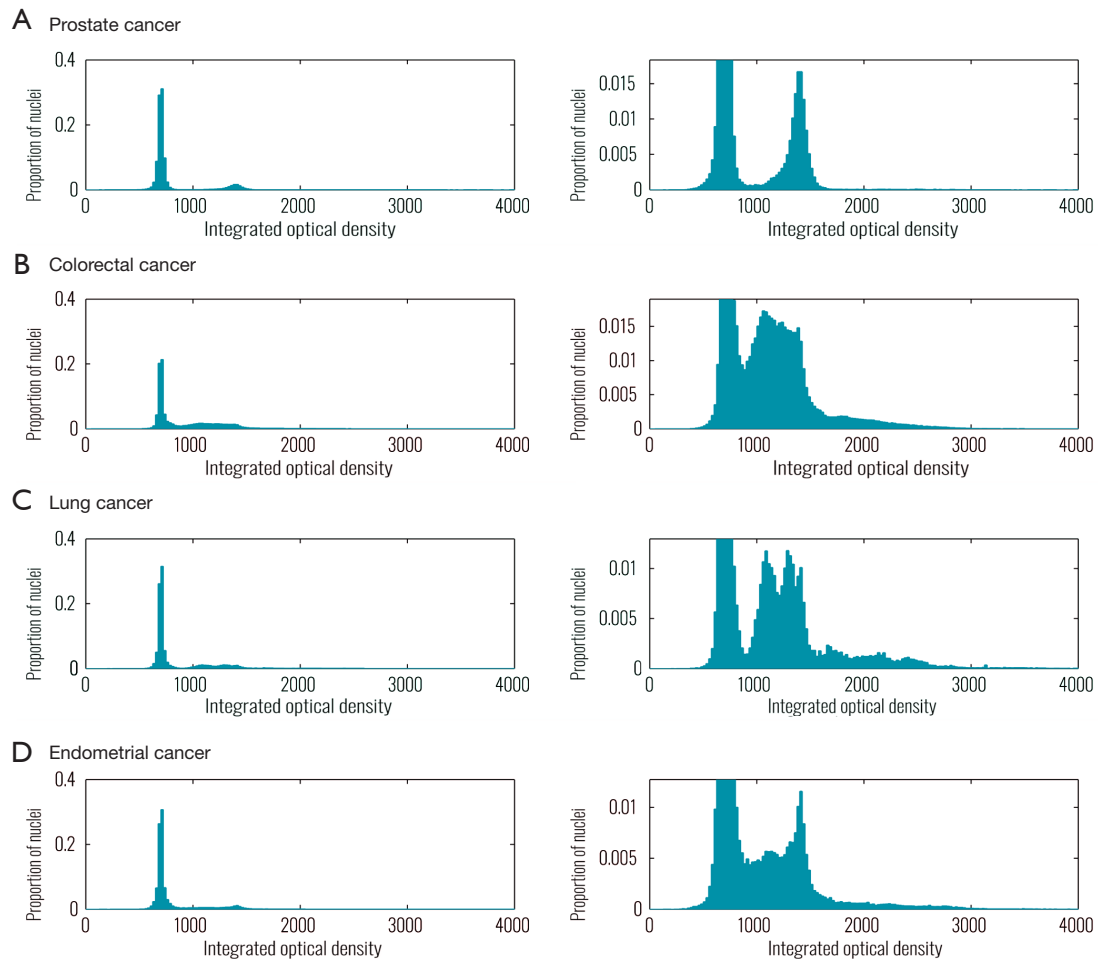 A Prostate cancer
Proportion of nuclei
0.4
0.2
0
0 1000 2000 3000 4000
Integrated optical density
Proportion of nuclei
0.015
0.01
0.005
0
0 1000 2000 3000 4000
Integrated optical density
B Colorectal cancer
Proportion of nuclei
0.4
0.2
0
0 1000 2000 3000 4000
Integrated optical density
Proportion of nuclei
0.015
0.01
0.005
0
0 1000 2000 3000 4000
Integrated optical density
C Lung cancer
Proportion of nuclei
0.4
0.2
0
0 1000 2000 3000 4000
Integrated optical density
Proportion of nuclei
0.01
0.005
0
0 1000 2000 3000 4000
Integrated optical density
D Endometrial cancer
Proportion of nuclei
0.4
0.2
0
0 1000 2000 3000 4000
Integrated optical density
Proportion of nuclei
0.01
0.005
0
0 1000 2000 3000 4000
Integrated optical density